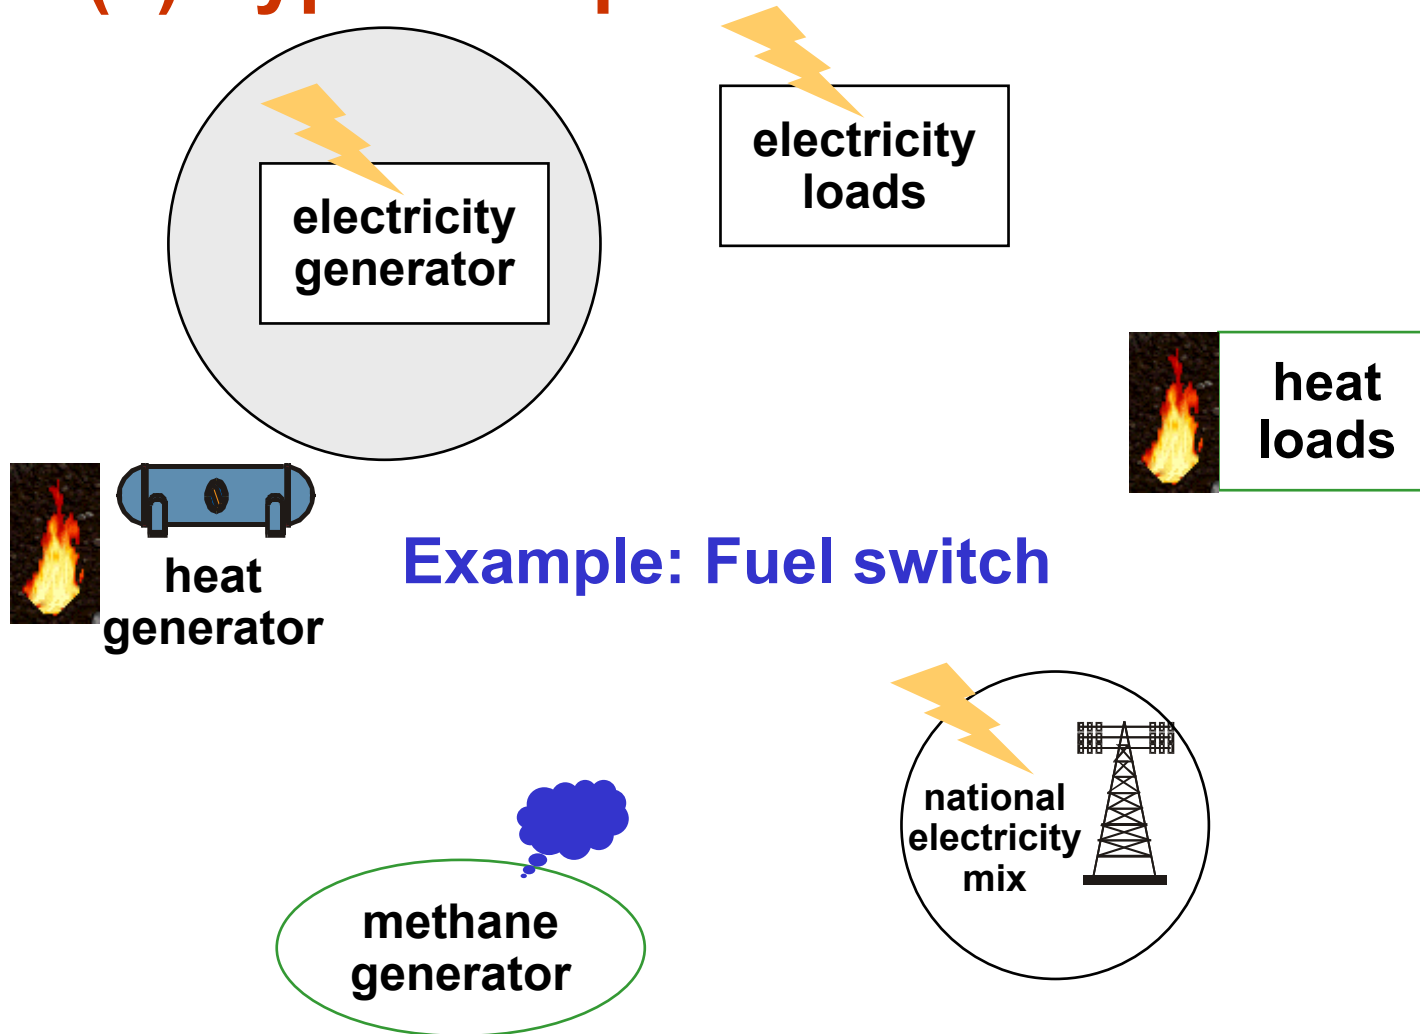 electricity
loads
electricity
generator
heat
loads
Example: Fuel switch
heat
generator
national
electricity
mix
methane
generator